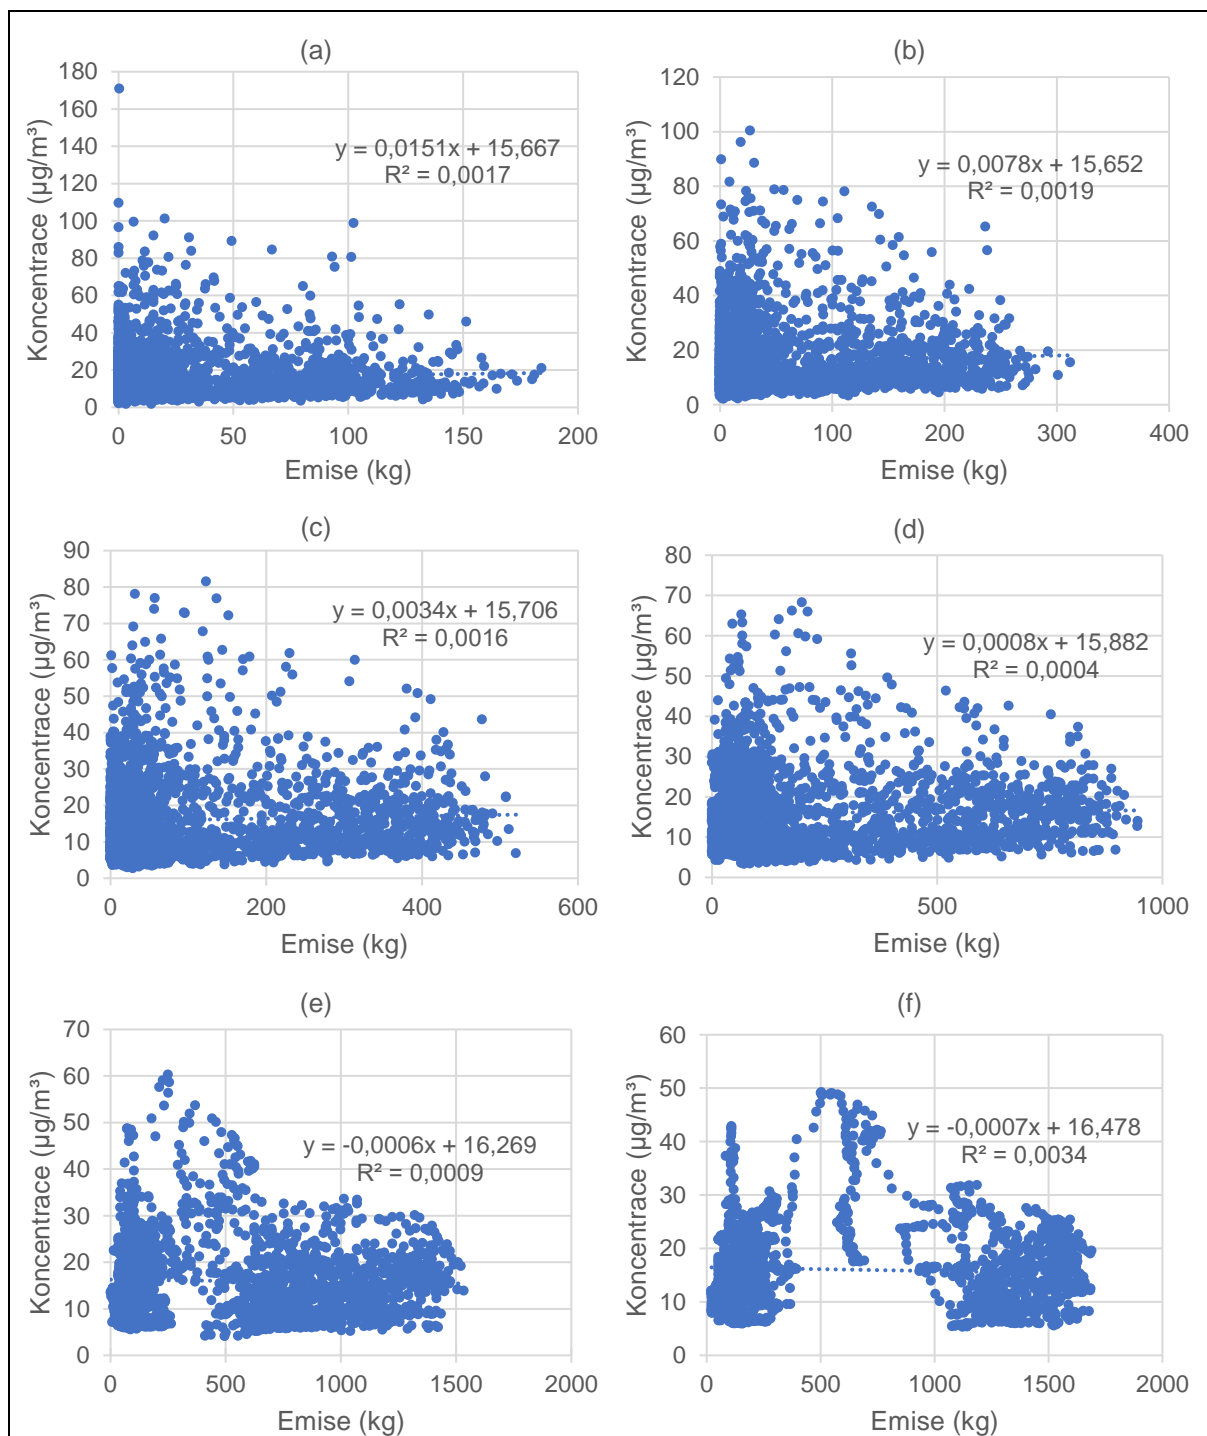 (a)
180
160
140
120
100
80
60
40
20
0
Koncentrace (µg/m³)
y = 0,0151x + 15,667
R² = 0,0017
0 50 100 150 200
Emise (kg)
(b)
120
100
80
60
40
20
0
Koncentrace (µg/m³)
y = 0,0078x + 15,652
R² = 0,0019
0 100 200 300 400
Emise (kg)
(c)
90
80
70
60
50
40
30
20
10
0
Koncentrace (µg/m³)
y = 0,0034x + 15,706
R² = 0,0016
0 200 400 600
Emise (kg)
(d)
80
70
60
50
40
30
20
10
0
Koncentrace (µg/m³)
y = 0,0008x + 15,882
R² = 0,0004
0 500 1000
Emise (kg)
(e)
70
60
50
40
30
20
10
0
Koncentrace (µg/m³)
y = -0,0006x + 16,269
R² = 0,0009
0 500 1000 1500 2000
Emise (kg)
(f)
60
50
40
30
20
10
0
Koncentrace (µg/m³)
y = -0,0007x + 16,478
R² = 0,0034
0 500 1000 1500 2000
Emise (kg)